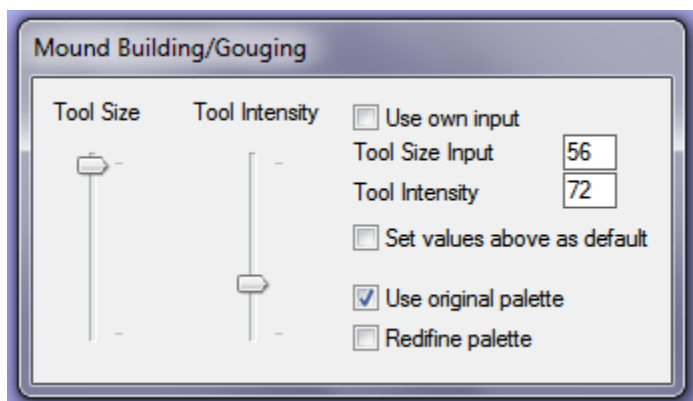 Mound Building/Gouging
Tool Size
Tool Intensity
Use own input
Tool Size Input 56
Tool Intensity 72
Set values above as default
Use original palette
Redifine palette